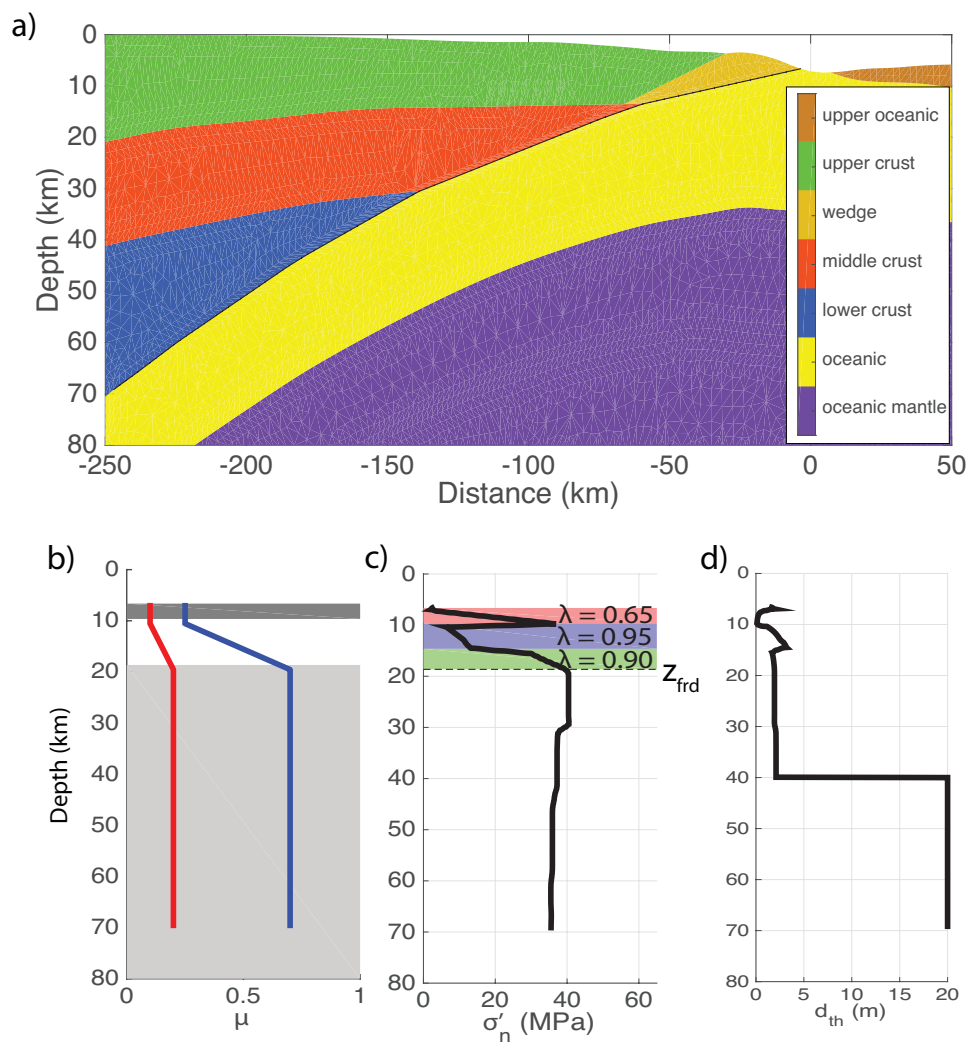 a)
0
10
20
30
40
50
60
70
80
Depth (km)
-250
-200
-150
-100
-50
0
50
Distance (km)
upper oceanic
upper crust
wedge
middle crust
lower crust
oceanic
oceanic mantle
b)
0
10
20
30
40
50
60
70
80
Depth (km)
0
0.5
1
μ
c)
0
10
20
30
40
50
60
70
80
λ = 0.65
λ = 0.95
λ = 0.90
z_frd
0
20
40
60
σ'_n (MPa)
d)
0
10
20
30
40
50
60
70
80
0
5
10
15
20
d_th (m)